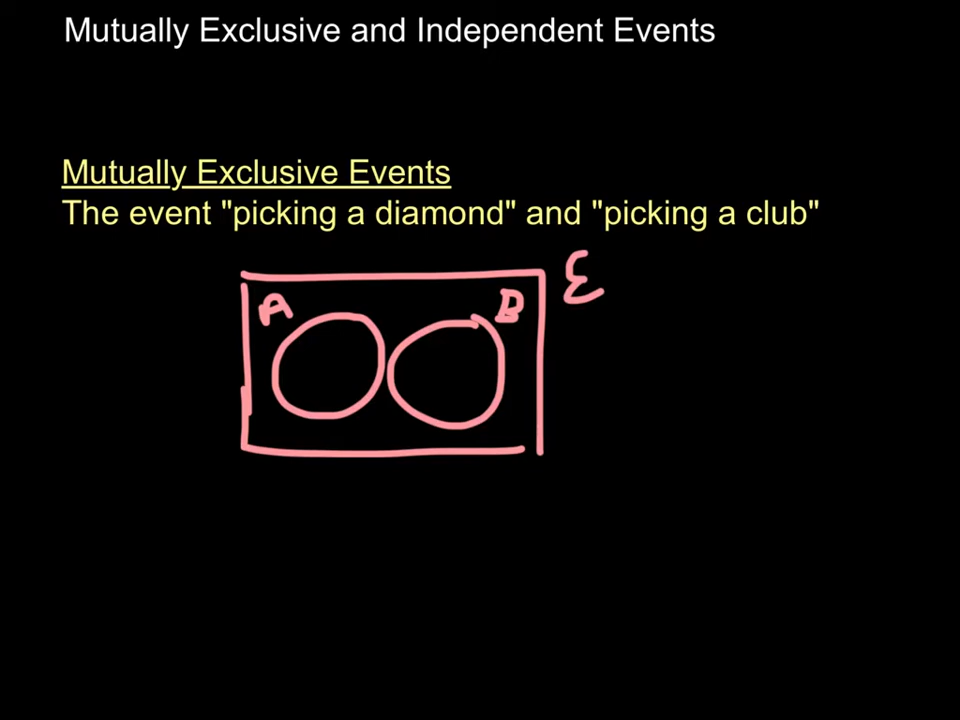 Mutually Exclusive and Independent Events
Mutually Exclusive Events
The event "picking a diamond" and "picking a club"
A B
ℰ